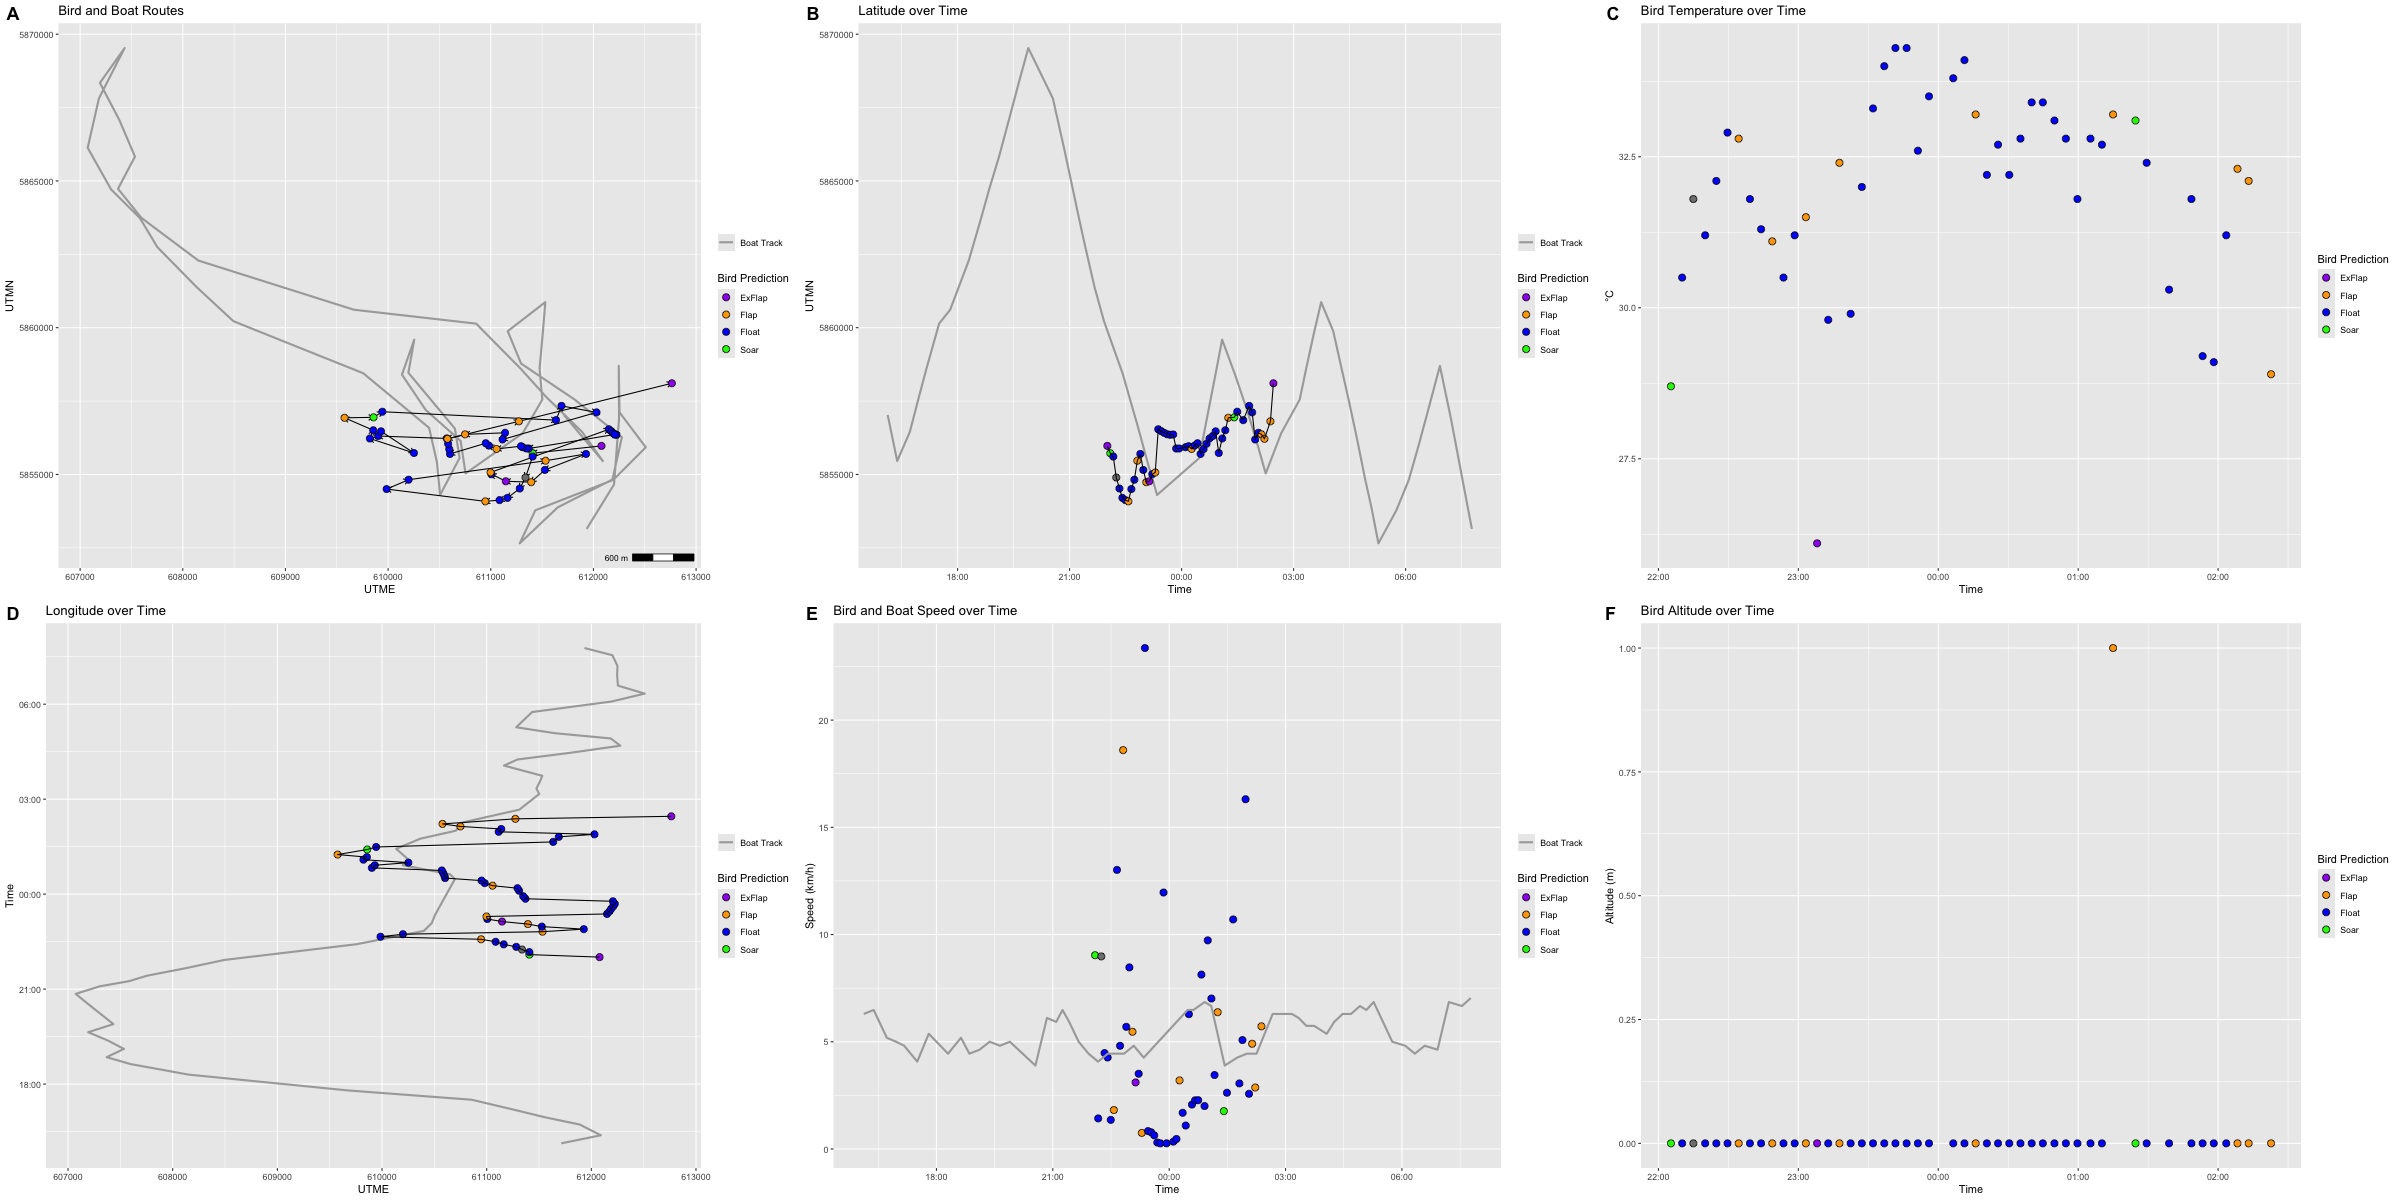 A Bird and Boat Routes
5870000
5865000
5860000
5855000
UTMN
607000 608000 609000 610000 611000 612000 613000
UTME
600 m
Boat Track
Bird Prediction
ExFlap
Flap
Float
Soar
B Latitude over Time
5870000
5865000
5860000
5855000
UTMN
18:00 21:00 00:00 03:00 06:00
Time
Boat Track
Bird Prediction
ExFlap
Flap
Float
Soar
C Bird Temperature over Time
32.5
30.0
27.5
°C
22:00 23:00 00:00 01:00 02:00
Time
Bird Prediction
ExFlap
Flap
Float
Soar
D Longitude over Time
06:00
03:00
00:00
21:00
18:00
Time
607000 608000 609000 610000 611000 612000 613000
UTME
Boat Track
Bird Prediction
ExFlap
Flap
Float
Soar
E Bird and Boat Speed over Time
20
15
10
5
0
Speed (km/h)
18:00 21:00 00:00 03:00 06:00
Time
Boat Track
Bird Prediction
ExFlap
Flap
Float
Soar
F Bird Altitude over Time
1.00
0.75
0.50
0.25
0.00
Altitude (m)
22:00 23:00 00:00 01:00 02:00
Time
Bird Prediction
ExFlap
Flap
Float
Soar